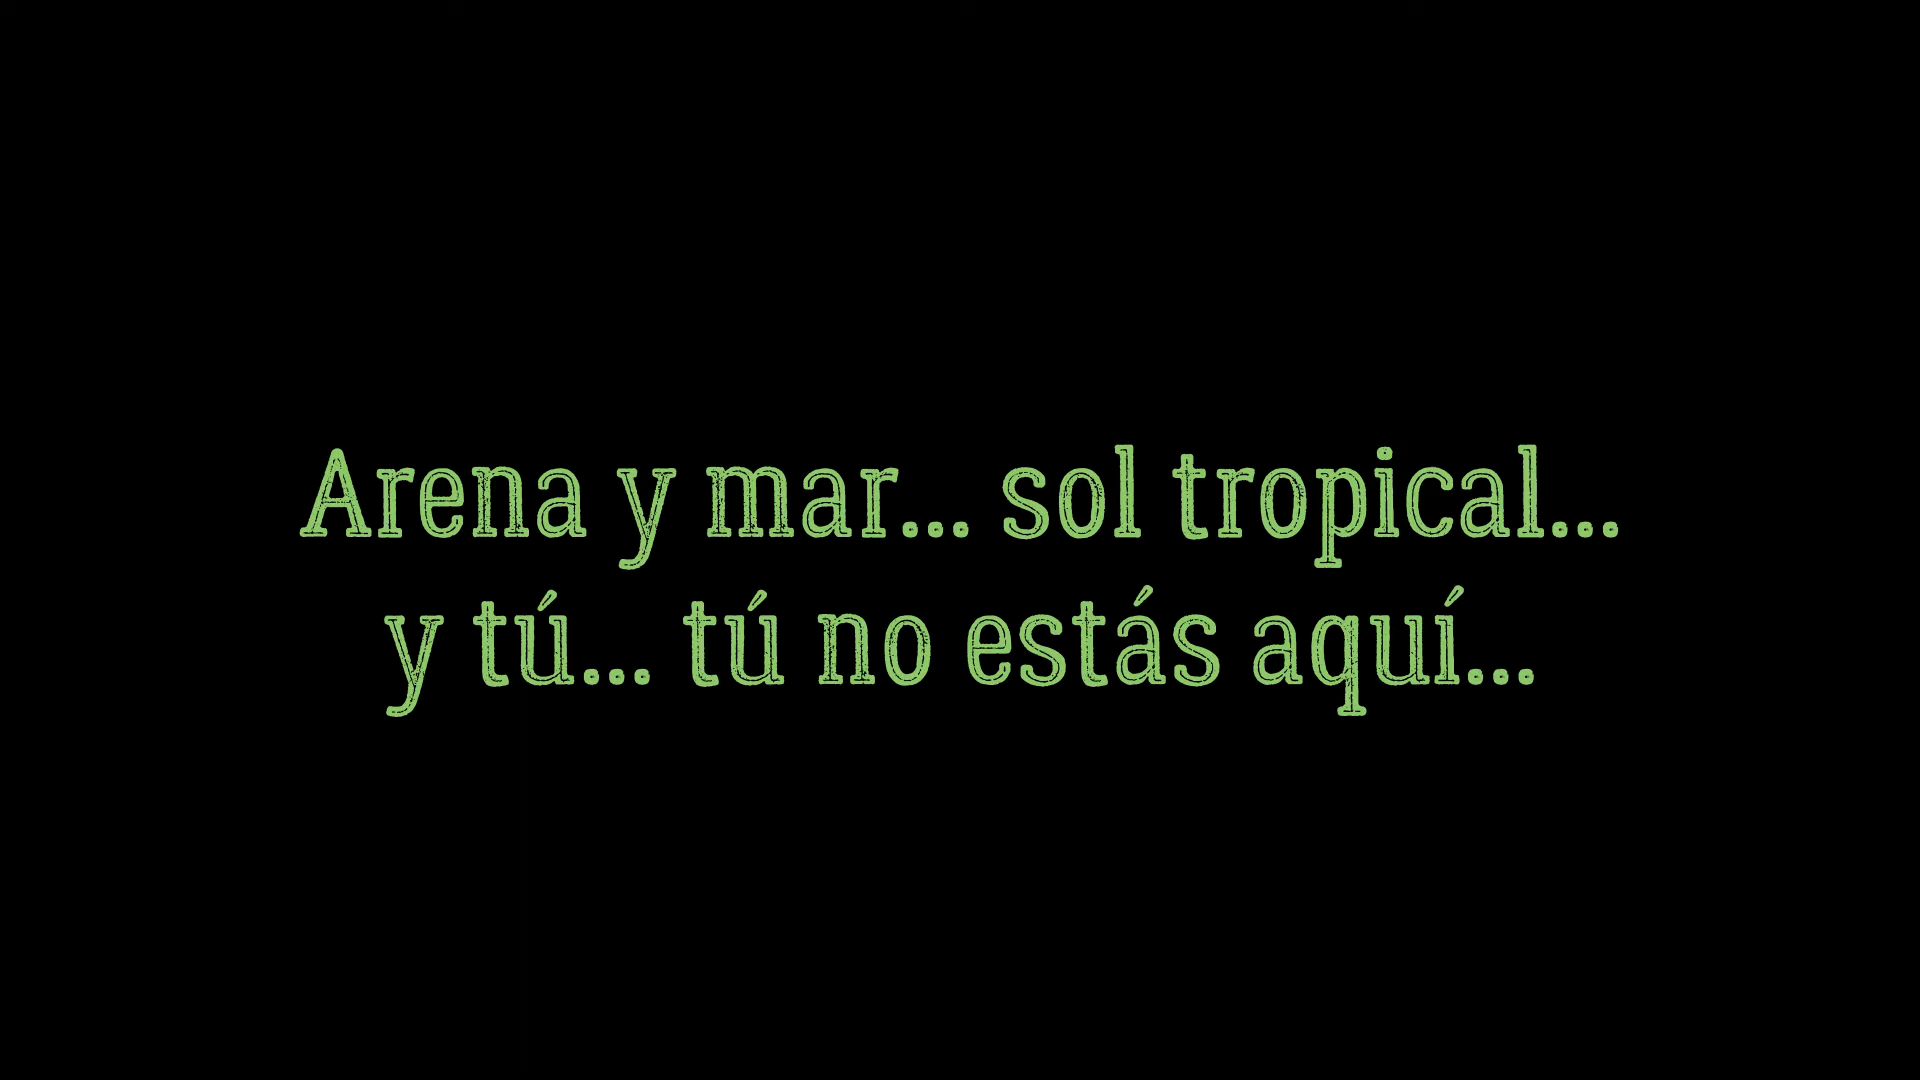 Arena y mar... sol tropical...
y tú... tú no estás aquí...